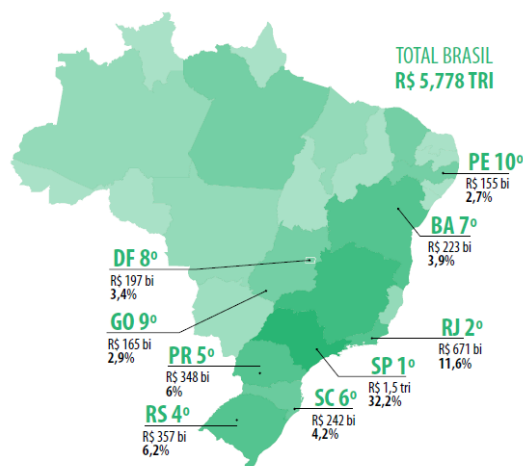 TOTAL BRASIL
R$ 5,778 TRI
PE 10º
R$ 155 bi
2,7%
BA 7º
R$ 223 bi
3,9%
DF 8º
R$ 197 bi
3,4%
GO 9º
R$ 165 bi
2,9%
RJ 2º
R$ 671 bi
11,6%
PR 5º
R$ 348 bi
6%
SP 1º
R$ 1,5 tri
32,2%
SC 6º
R$ 242 bi
4,2%
RS 4º
R$ 357 bi
6,2%